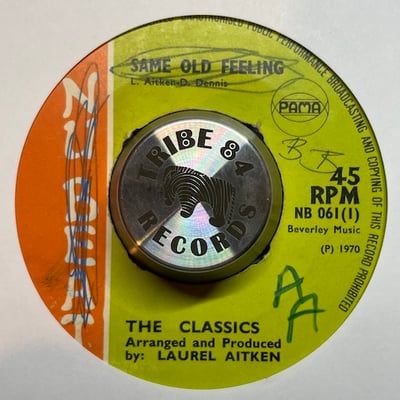 UNAUTHORISED PUBLIC PERFORMANCE BROADCASTING AND COPYING OF THIS RECORD PROHIBITED
SAME OLD FEELING
L. Aitken-D. Dennis
PAMA
B B
45
RPM
NB 061(1)
Beverley Music
(P) 1970
TRIBE 84
RECORDS
AA
THE CLASSICS
Arranged and Produced
by: LAUREL AITKEN